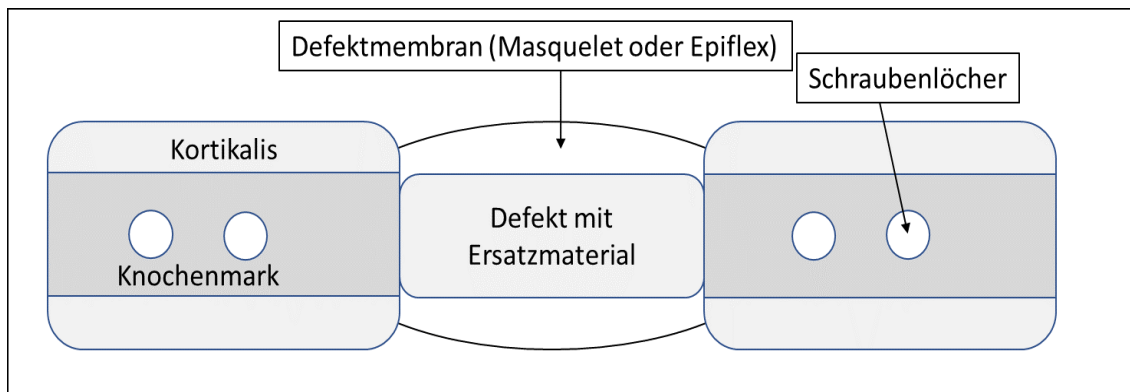 Defektmembran (Masquelet oder Epiflex)
Schraubenlöcher
Kortikalis
Defekt mit
Ersatzmaterial
Knochenmark